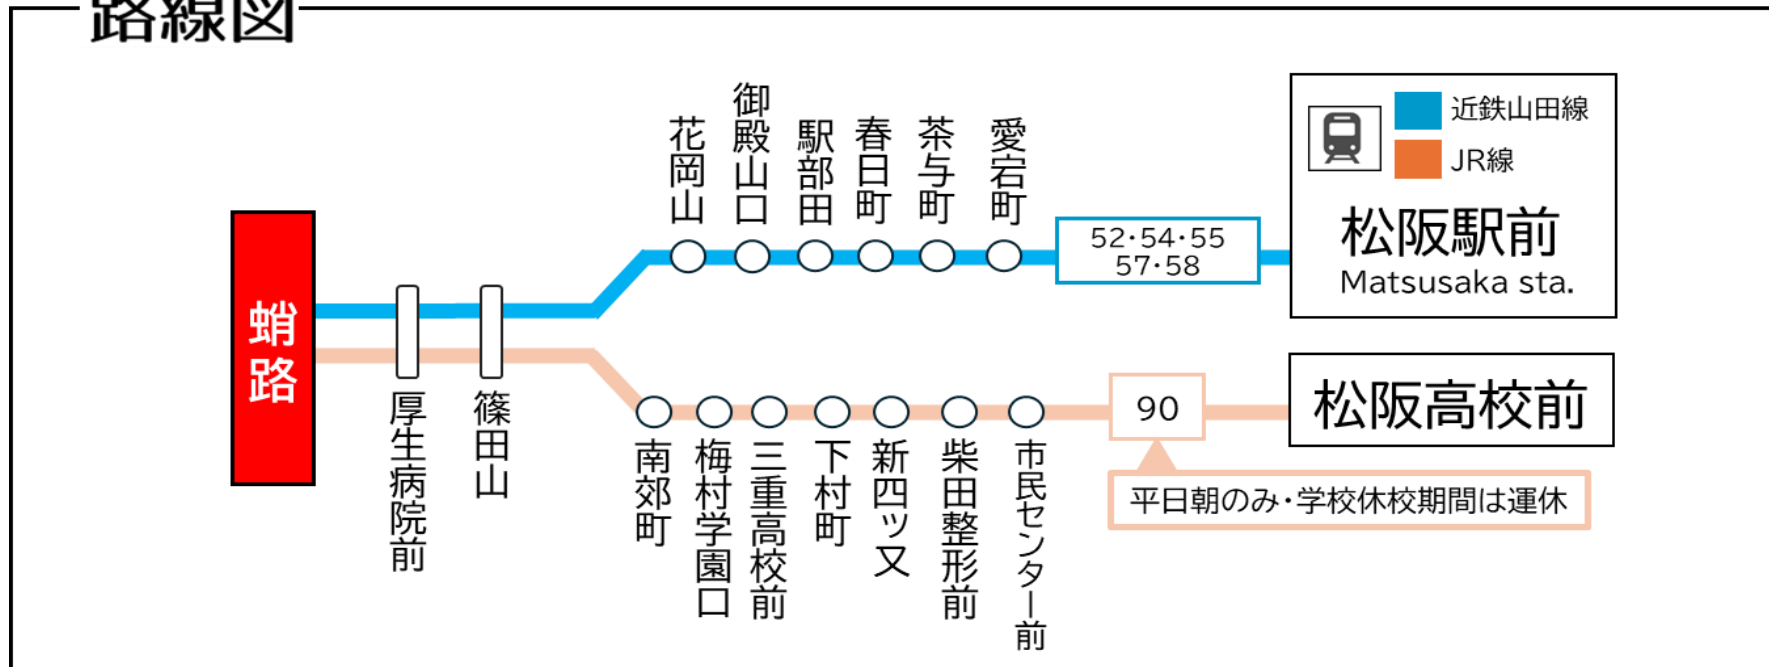 路線図
蛸路
厚生病院前
篠田山
花岡山
御殿山口
駅部田
春日町
茶与町
愛宕町
52・54・55
57・58
近鉄山田線
JR線
松阪駅前
Matsusaka sta.
南郊町
梅村学園口
三重高校前
下村町
新四ッ又
柴田整形前
市民センター前
90
松阪高校前
平日朝のみ・学校休校期間は運休